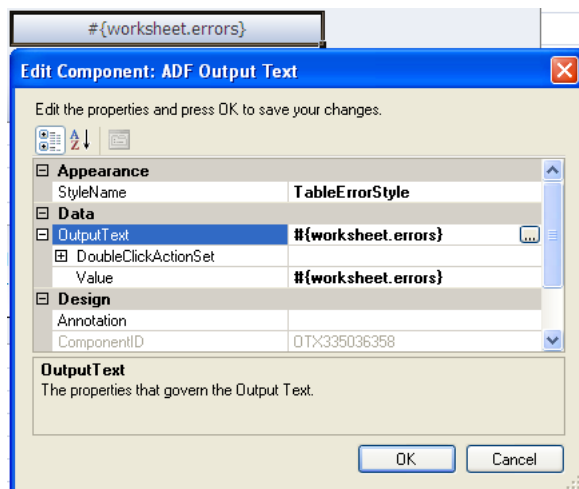 #{worksheet.errors}
Edit Component: ADF Output Text
Edit the properties and press OK to save your changes.
Appearance
StyleName TableErrorStyle
Data
OutputText #{worksheet.errors} ...
DoubleClickActionSet
Value #{worksheet.errors}
Design
Annotation
ComponentID OTX335036358
OutputText
The properties that govern the Output Text.
OK Cancel